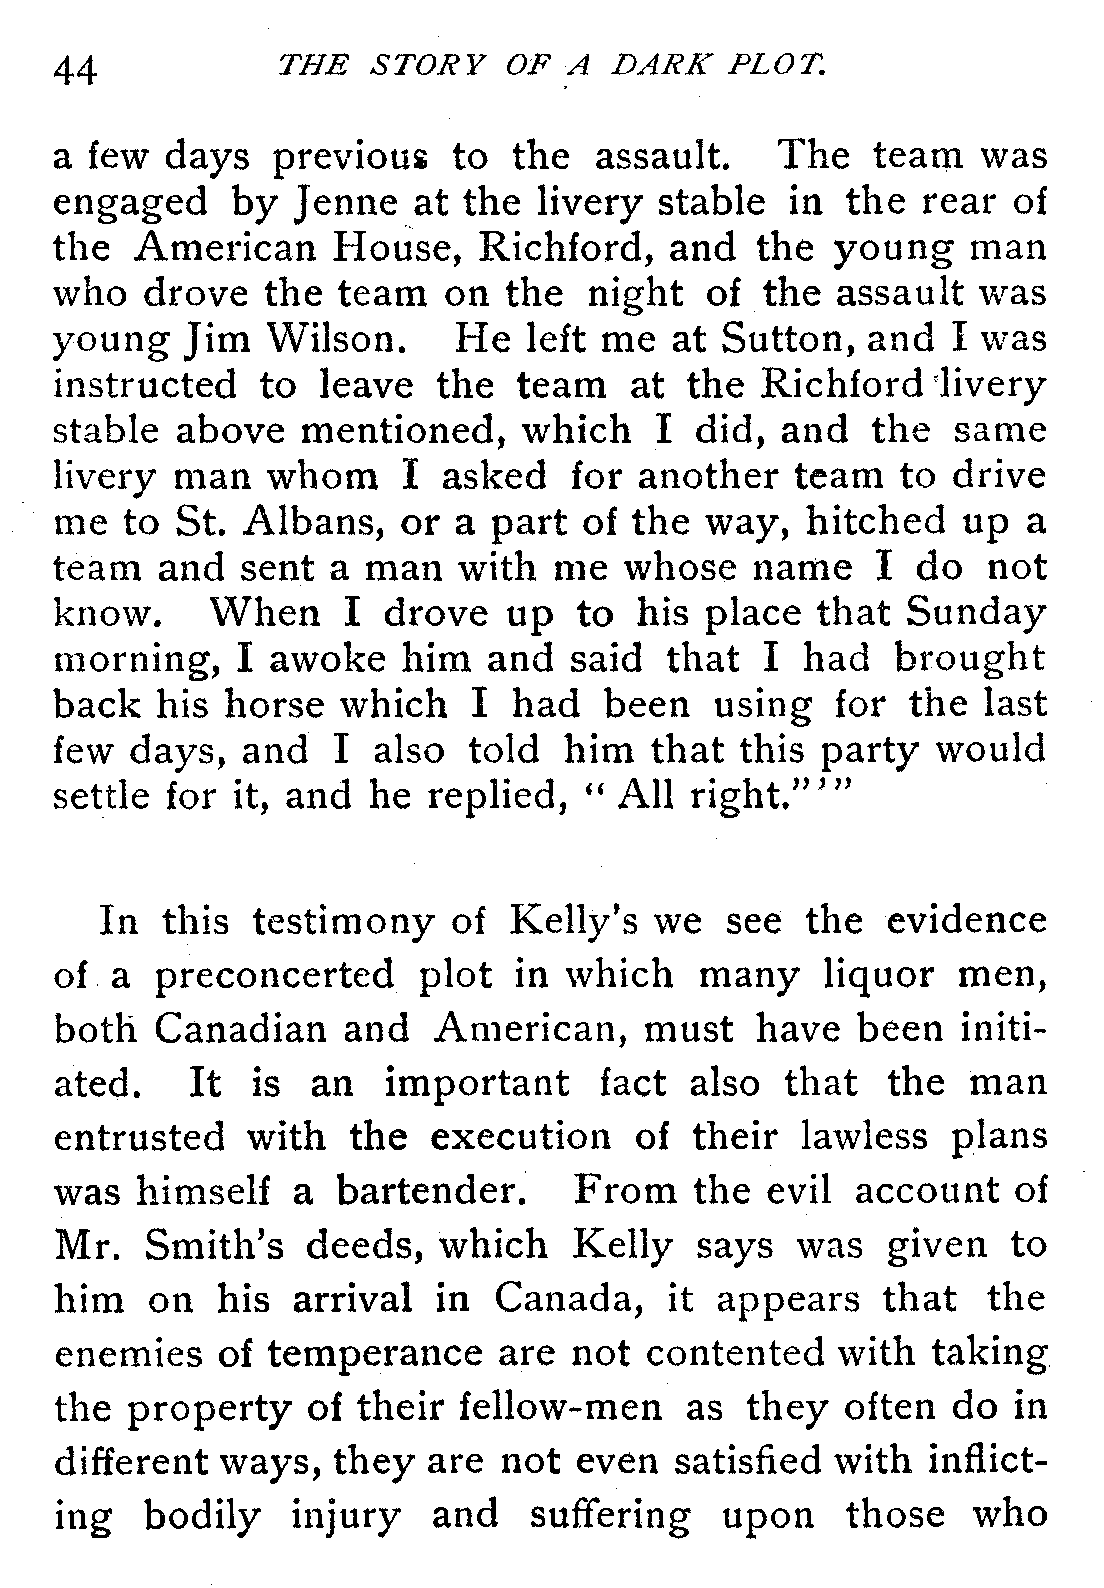 44 THE STORY OF A DARK PLOT.
a few days previous to the assault. The team was
engaged by Jenne at the livery stable in the rear of
the American House, Richford, and the young man
who drove the team on the night of the assault was
young Jim Wilson. He left me at Sutton, and I was
instructed to leave the team at the Richford livery
stable above mentioned, which I did, and the same
livery man whom I asked for another team to drive
me to St. Albans, or a part of the way, hitched up a
team and sent a man with me whose name I do not
know. When I drove up to his place that Sunday
morning, I awoke him and said that I had brought
back his horse which I had been using for the last
few days, and I also told him that this party would
settle for it, and he replied, “ All right.”’”
In this testimony of Kelly’s we see the evidence
of a preconcerted plot in which many liquor men,
both Canadian and American, must have been initi-
ated. It is an important fact also that the man
entrusted with the execution of their lawless plans
was himself a bartender. From the evil account of
Mr. Smith’s deeds, which Kelly says was given to
him on his arrival in Canada, it appears that the
enemies of temperance are not contented with taking
the property of their fellow-men as they often do in
different ways, they are not even satisfied with inflict-
ing bodily injury and suffering upon those who